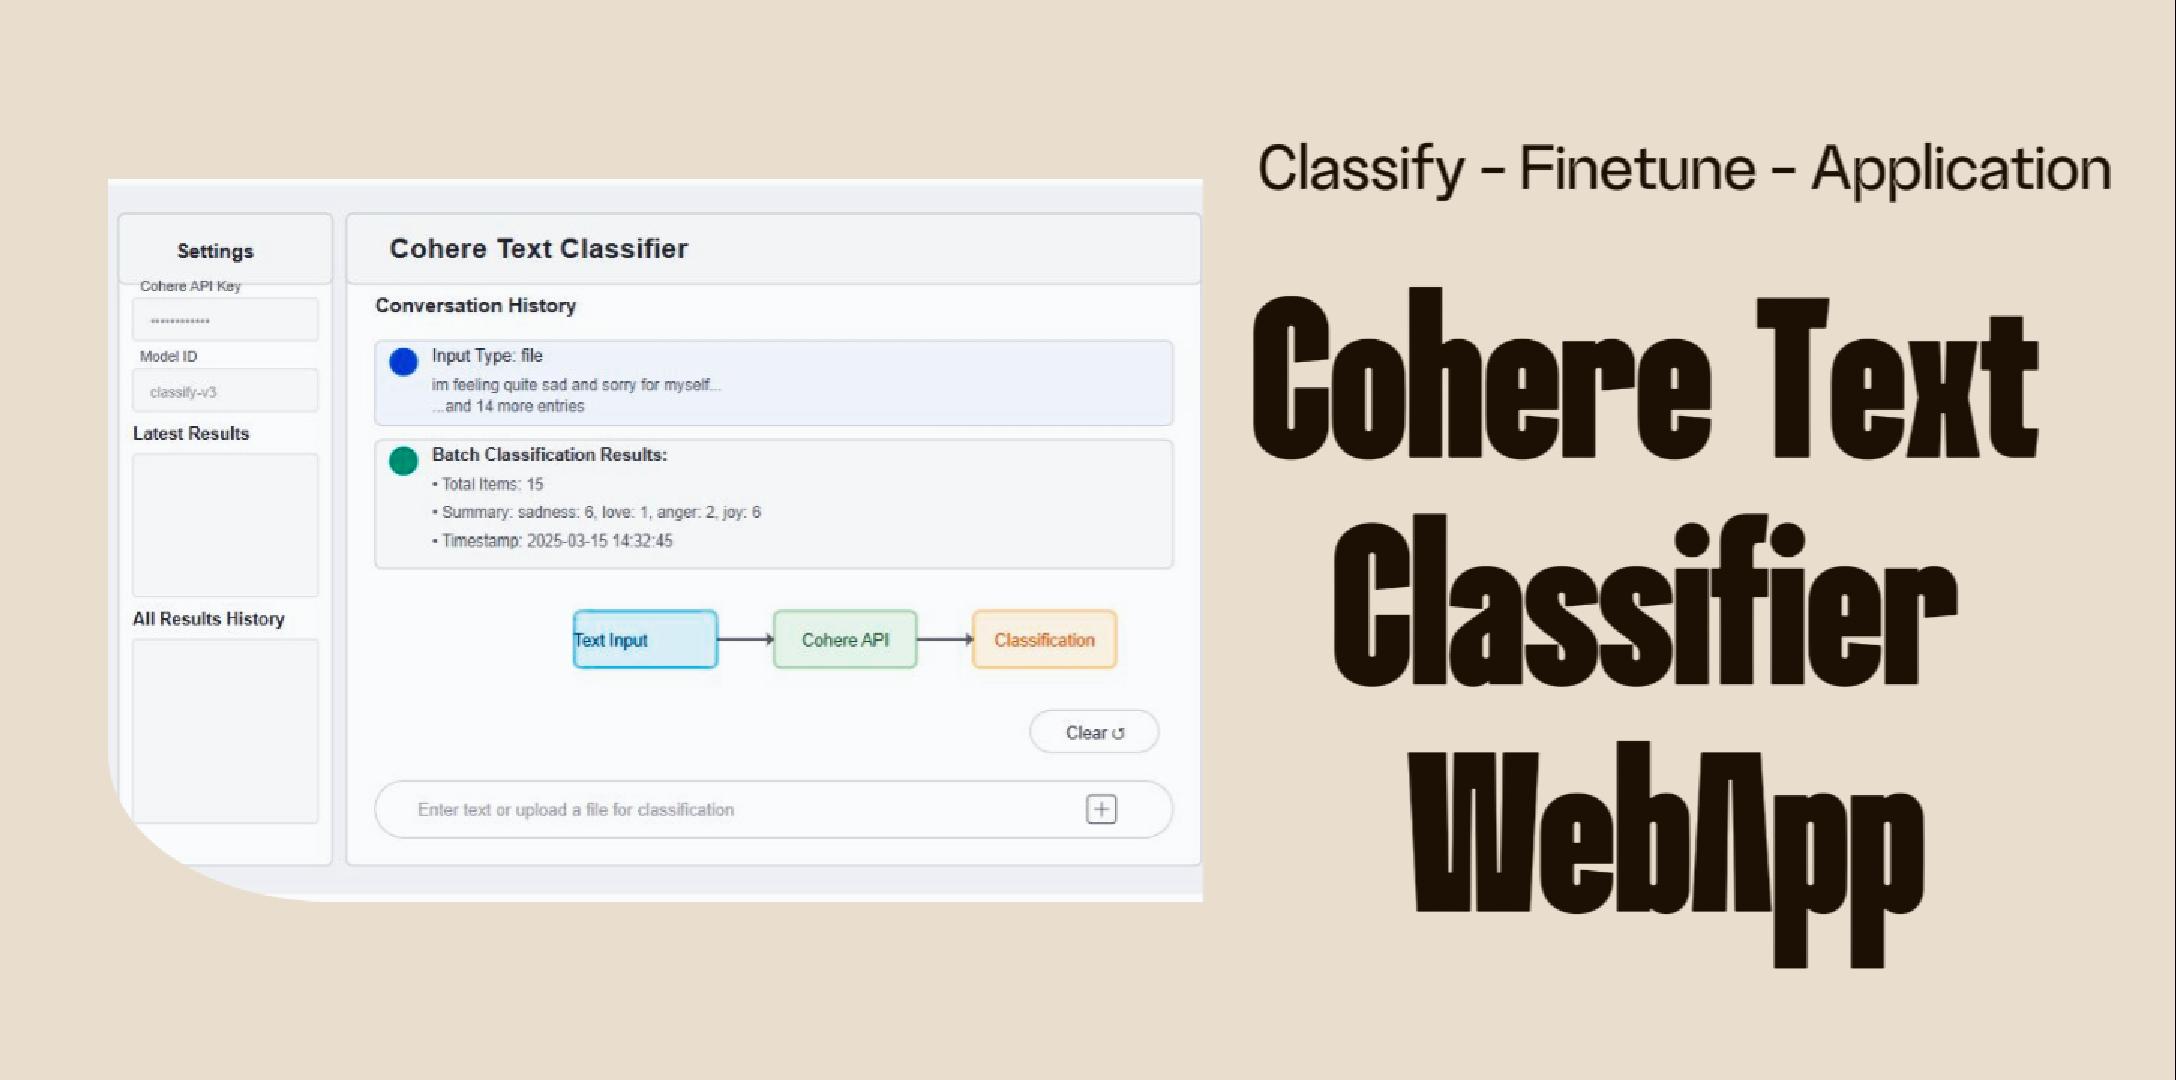 Classify - Finetune - Application
Cohere Text
Classifier
WebApp
Settings
Cohere API Key
••••••••••••
Model ID
classify-v3
Latest Results
All Results History
Cohere Text Classifier
Conversation History
Input Type: file
im feeling quite sad and sorry for myself...
...and 14 more entries
Batch Classification Results:
• Total Items: 15
• Summary: sadness: 6, love: 1, anger: 2, joy: 6
• Timestamp: 2025-03-15 14:32:45
Text Input
Cohere API
Classification
Clear ↺
Enter text or upload a file for classification